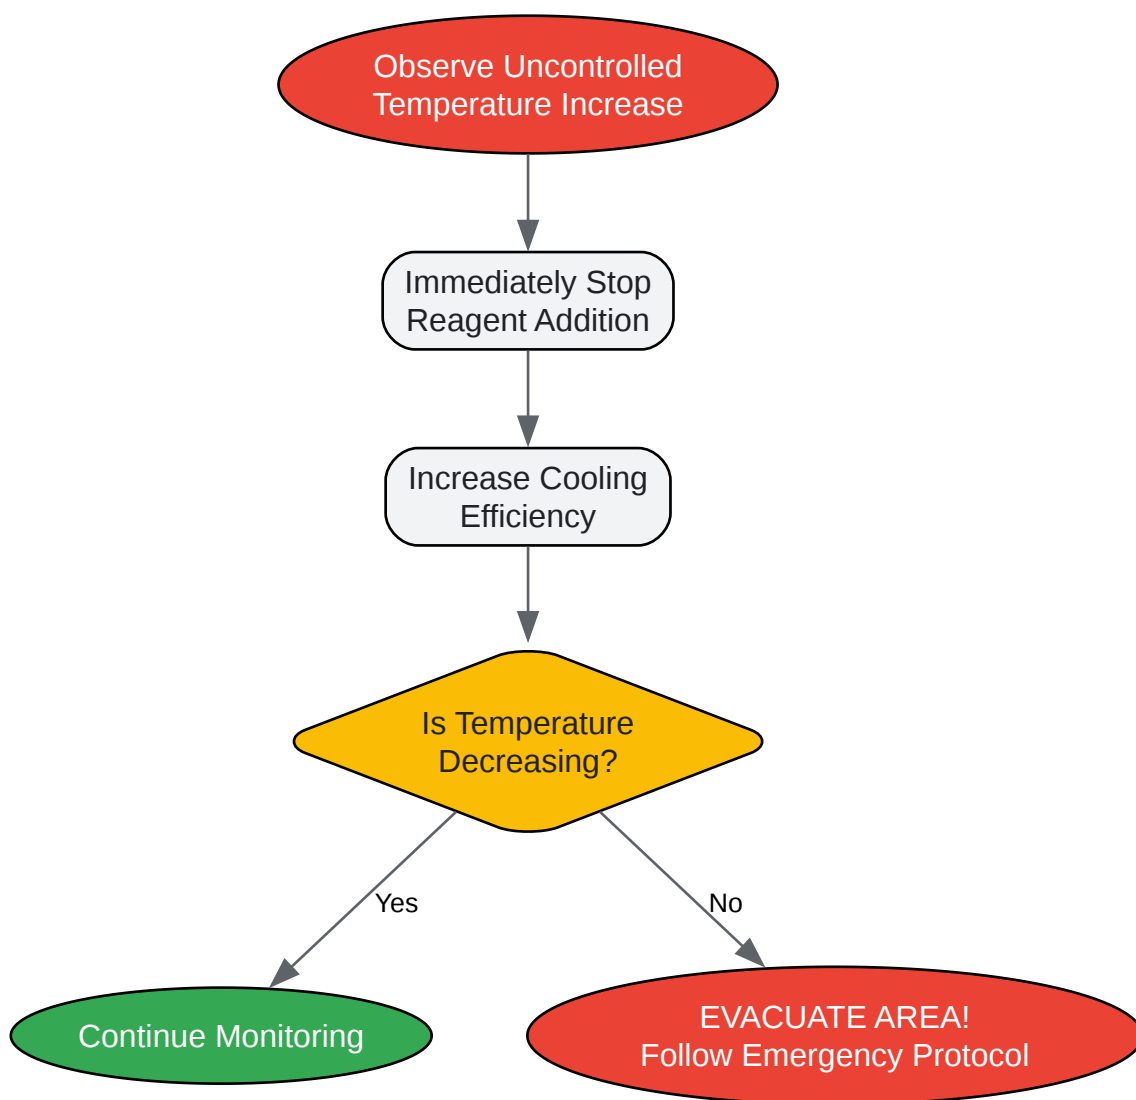 Observe Uncontrolled
Temperature Increase
Immediately Stop
Reagent Addition
Increase Cooling
Efficiency
Is Temperature
Decreasing?
Yes
No
Continue Monitoring
EVACUATE AREA!
Follow Emergency Protocol